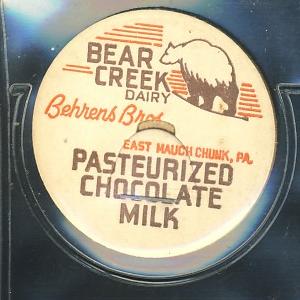 BEAR
CREEK
DAIRY
Behrens Bros.
EAST MAUCH CHUNK, PA.
PASTEURIZED
CHOCOLATE
MILK